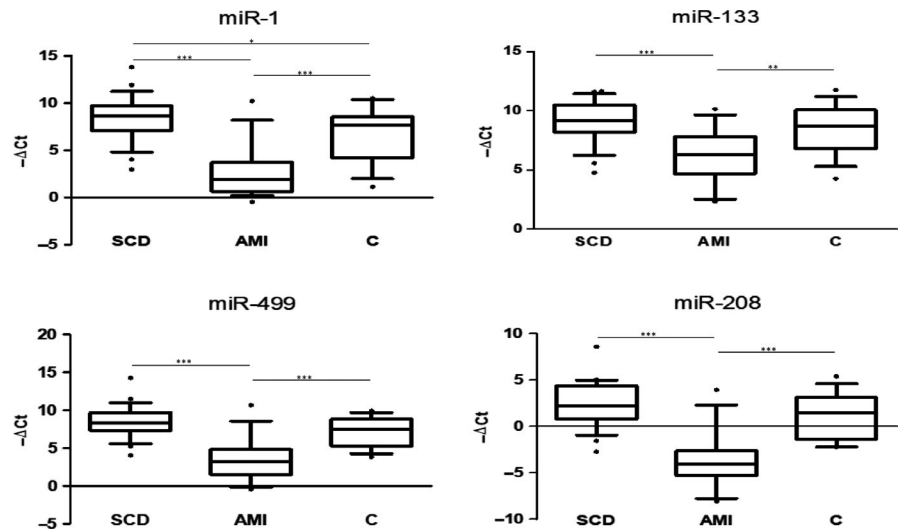 miR-1
*
***
***
15
10
5
0
–5
–ΔCt
SCD AMI C
miR-133
***
**
15
10
5
0
–ΔCt
SCD AMI C
miR-499
***
***
20
15
10
5
0
–5
–ΔCt
SCD AMI C
miR-208
***
***
10
5
0
–5
–10
–ΔCt
SCD AMI C